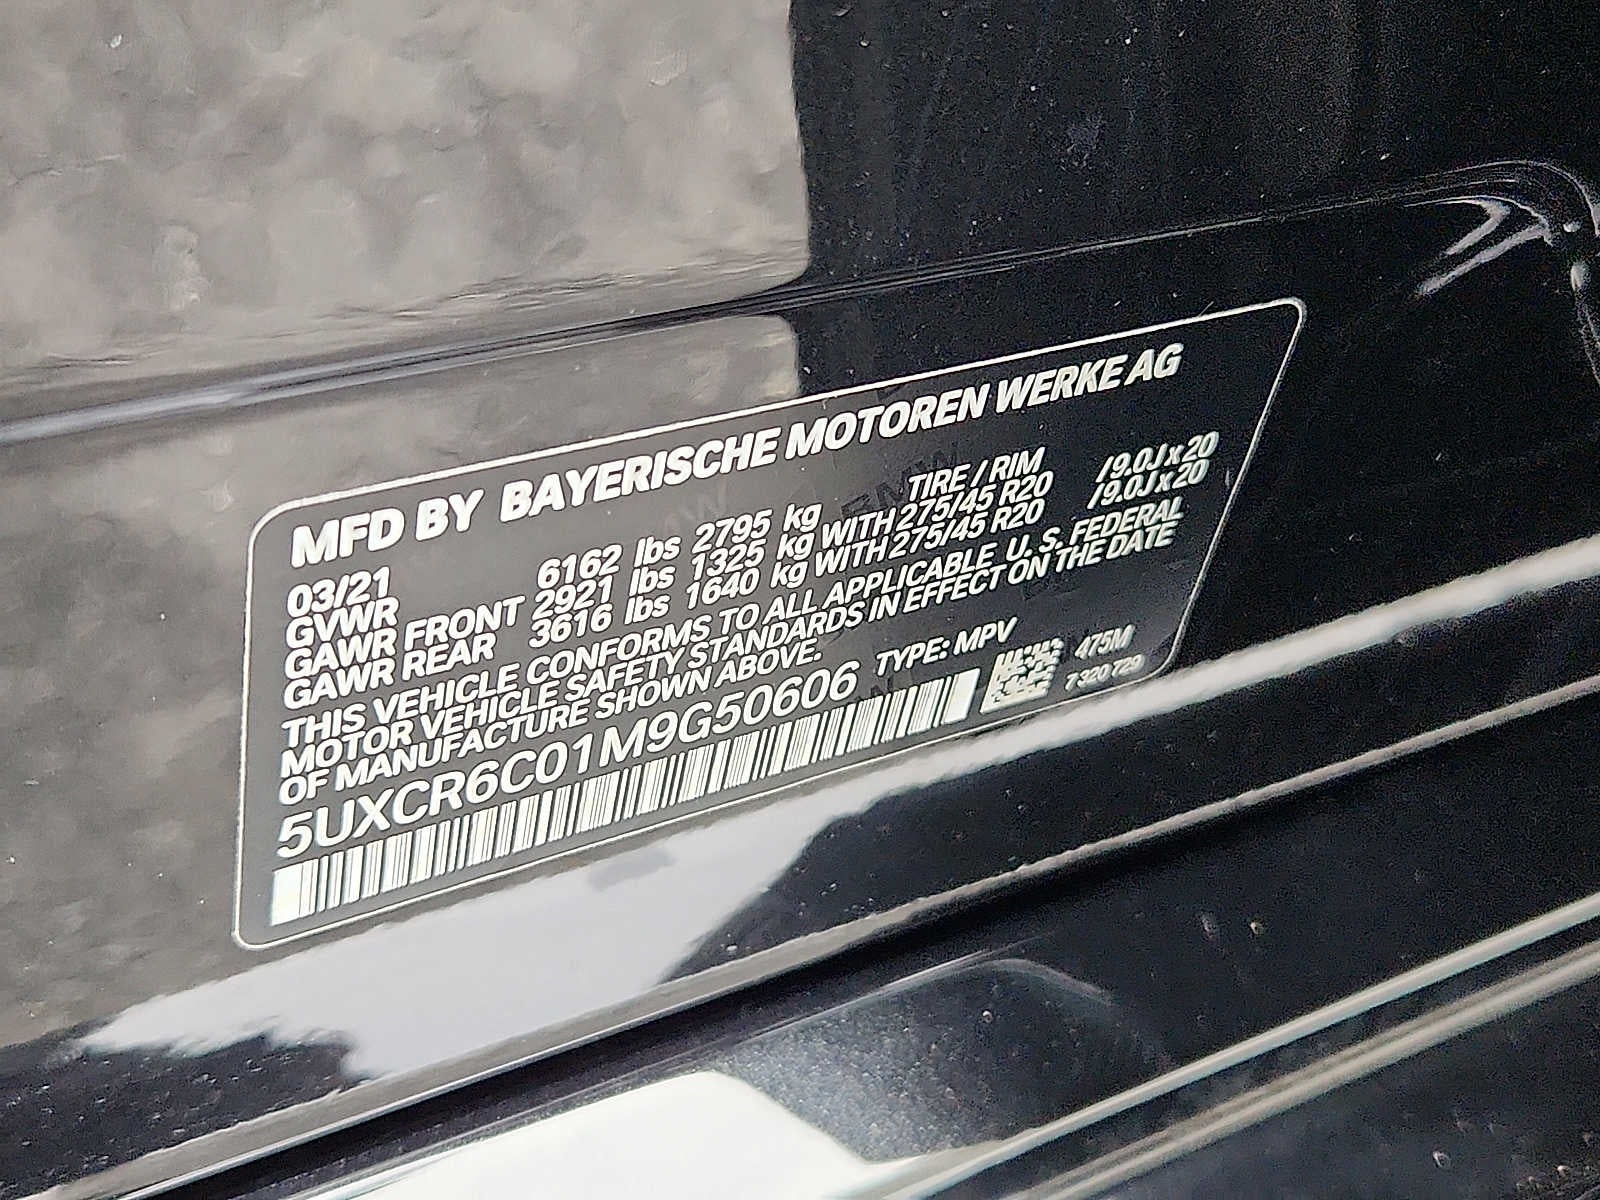 MFD BY BAYERISCHE MOTOREN WERKE AG
03/21 TIRE / RIM
GVWR 6162 lbs 2795 kg
GAWR FRONT 2921 lbs 1325 kg WITH 275/45 R20 /9.0J x 20
GAWR REAR 3616 lbs 1640 kg WITH 275/45 R20 /9.0J x 20
THIS VEHICLE CONFORMS TO ALL APPLICABLE U. S. FEDERAL
MOTOR VEHICLE SAFETY STANDARDS IN EFFECT ON THE DATE
OF MANUFACTURE SHOWN ABOVE.
5UXCR6C01M9G50606 TYPE: MPV
475M
7 320 729